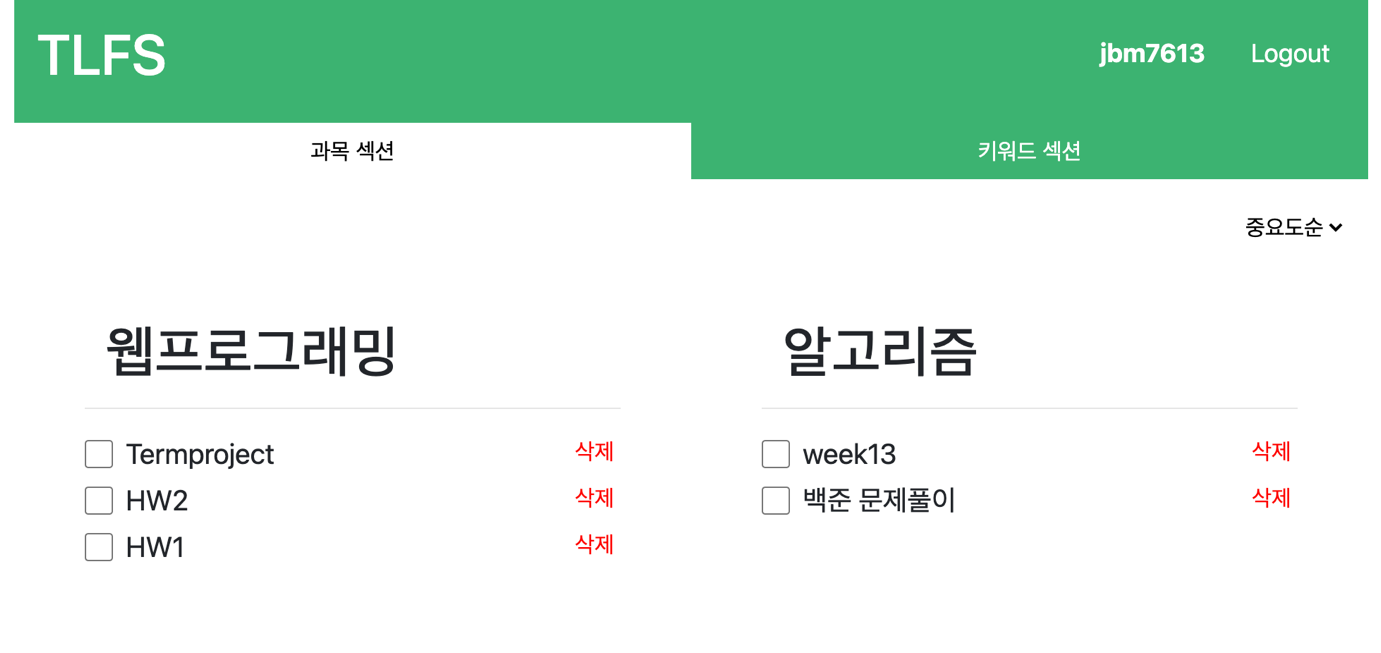 TLFS
jbm7613 Logout
과목 섹션
키워드 섹션
중요도순
웹프로그래밍
Termproject 삭제
HW2 삭제
HW1 삭제
알고리즘
week13 삭제
백준 문제풀이 삭제